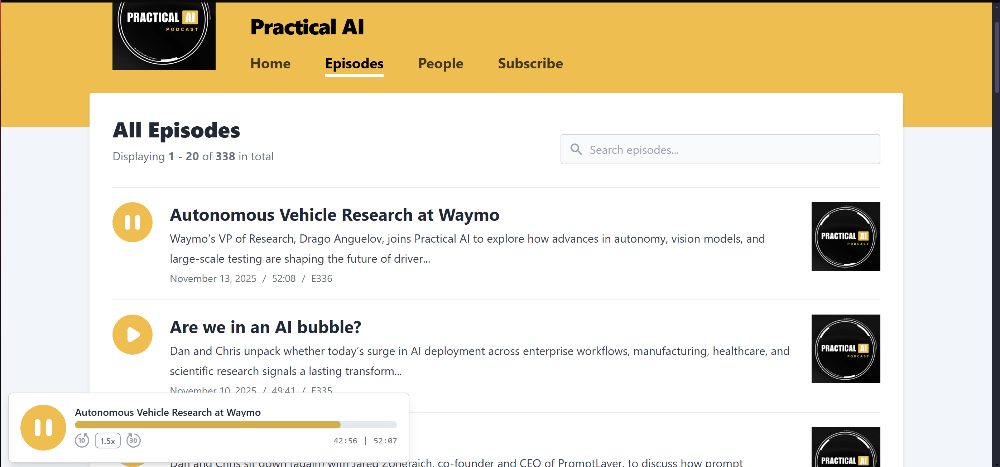 PRACTICAL AI
PODCAST
Practical AI
Home Episodes People Subscribe
All Episodes
Displaying 1 - 20 of 338 in total
Search episodes...
Autonomous Vehicle Research at Waymo
Waymo’s VP of Research, Drago Anguelov, joins Practical AI to explore how advances in autonomy, vision models, and
large-scale testing are shaping the future of driver...
November 13, 2025 / 52:08 / E336
PRACTICAL AI
PODCAST
Are we in an AI bubble?
Dan and Chris unpack whether today’s surge in AI deployment across enterprise workflows, manufacturing, healthcare, and
scientific research signals a lasting transform...
November 10, 2025 / 49:41 / E335
PRACTICAL AI
PODCAST
Autonomous Vehicle Research at Waymo
10 1.5x 30 42:56 | 52:07
Dan and Chris sit down (again) with Jared Zoneraich, co-founder and CEO of PromptLayer, to discuss how prompt
PRACTICAL AI